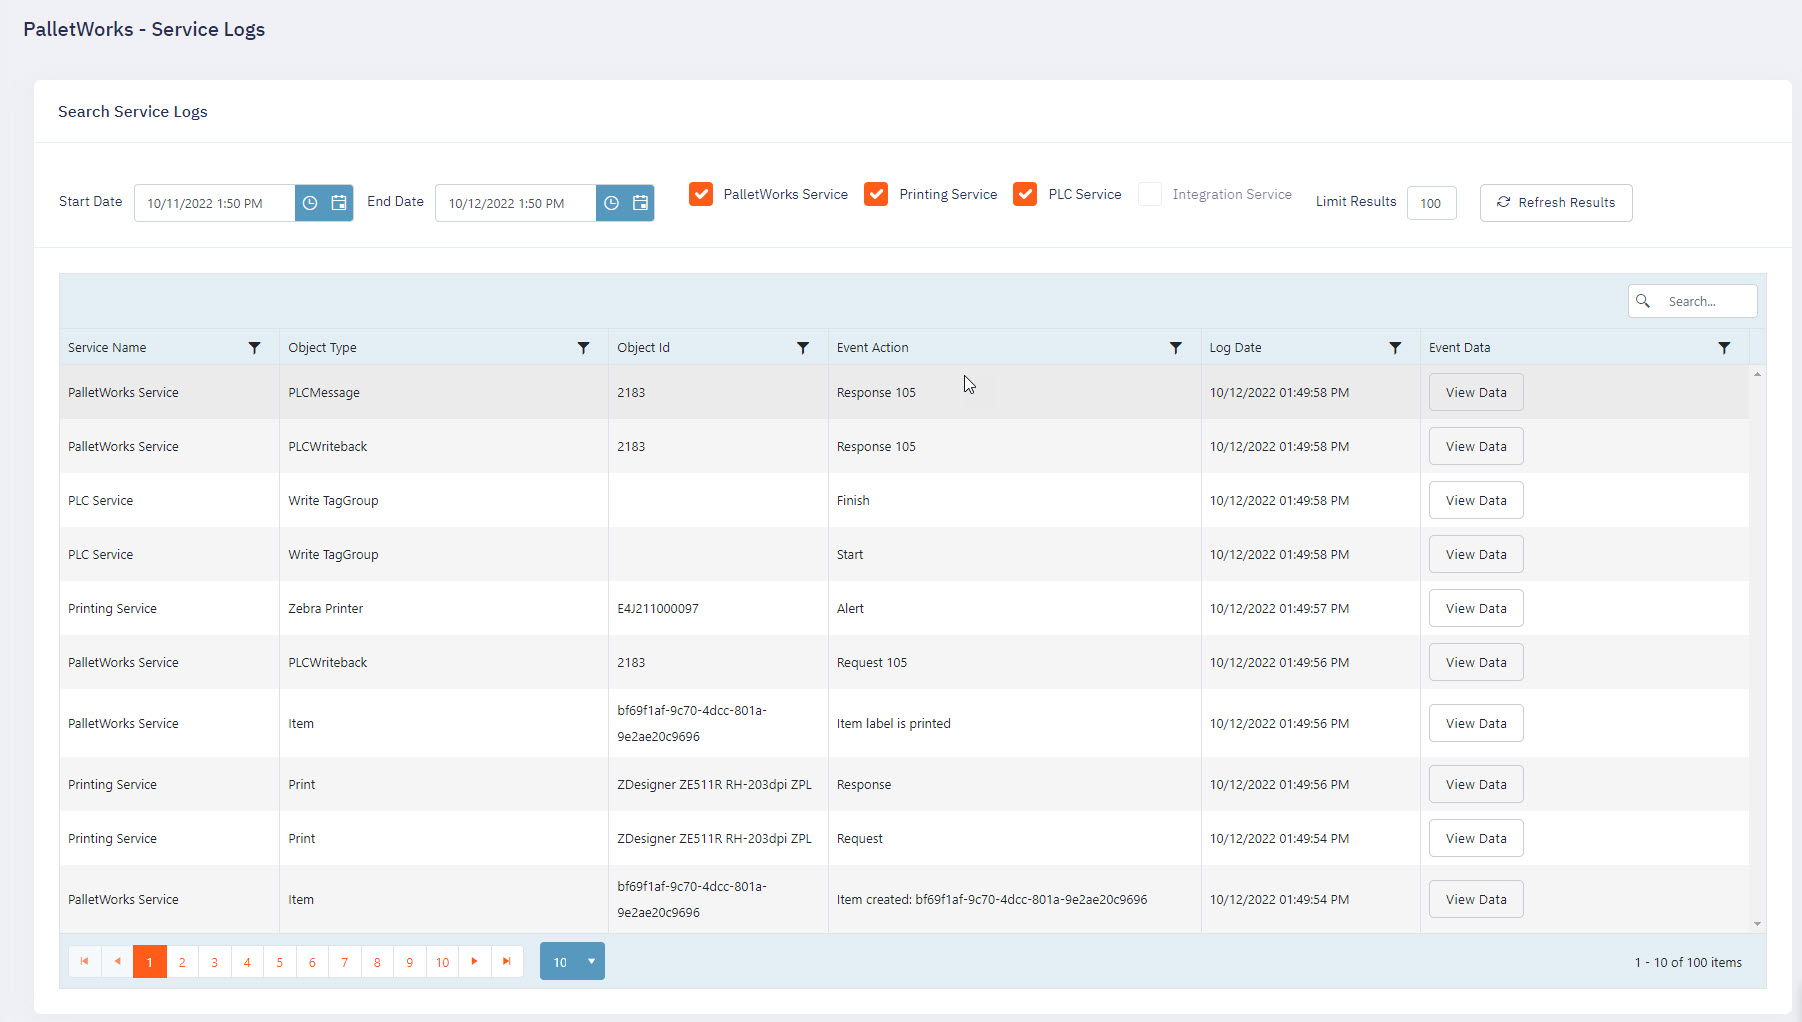 PalletWorks - Service Logs
Search Service Logs
Start Date 10/11/2022 1:50 PM End Date 10/12/2022 1:50 PM PalletWorks Service Printing Service PLC Service Integration Service Limit Results 100 Refresh Results
Search...
Service Name Object Type Object Id Event Action Log Date Event Data
PalletWorks Service PLCMessage 2183 Response 105 10/12/2022 01:49:58 PM View Data
PalletWorks Service PLCWriteback 2183 Response 105 10/12/2022 01:49:58 PM View Data
PLC Service Write TagGroup Finish 10/12/2022 01:49:58 PM View Data
PLC Service Write TagGroup Start 10/12/2022 01:49:58 PM View Data
Printing Service Zebra Printer E4J211000097 Alert 10/12/2022 01:49:57 PM View Data
PalletWorks Service PLCWriteback 2183 Request 105 10/12/2022 01:49:56 PM View Data
PalletWorks Service Item bf69f1af-9c70-4dcc-801a-
9e2ae20c9696 Item label is printed 10/12/2022 01:49:56 PM View Data
Printing Service Print ZDesigner ZE511R RH-203dpi ZPL Response 10/12/2022 01:49:56 PM View Data
Printing Service Print ZDesigner ZE511R RH-203dpi ZPL Request 10/12/2022 01:49:54 PM View Data
PalletWorks Service Item bf69f1af-9c70-4dcc-801a-
9e2ae20c9696 Item created: bf69f1af-9c70-4dcc-801a-9e2ae20c9696 10/12/2022 01:49:54 PM View Data
1 2 3 4 5 6 7 8 9 10 10 1 - 10 of 100 items